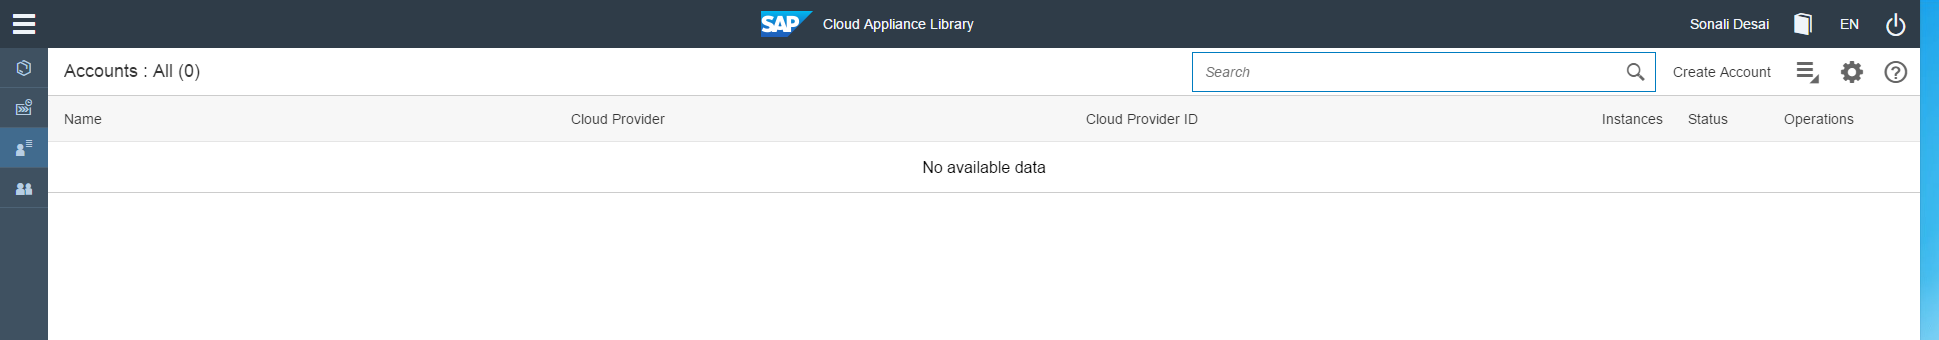 SAP Cloud Appliance Library
Sonali Desai EN
Accounts : All (0)
Search
Create Account
Name Cloud Provider Cloud Provider ID Instances Status Operations
No available data